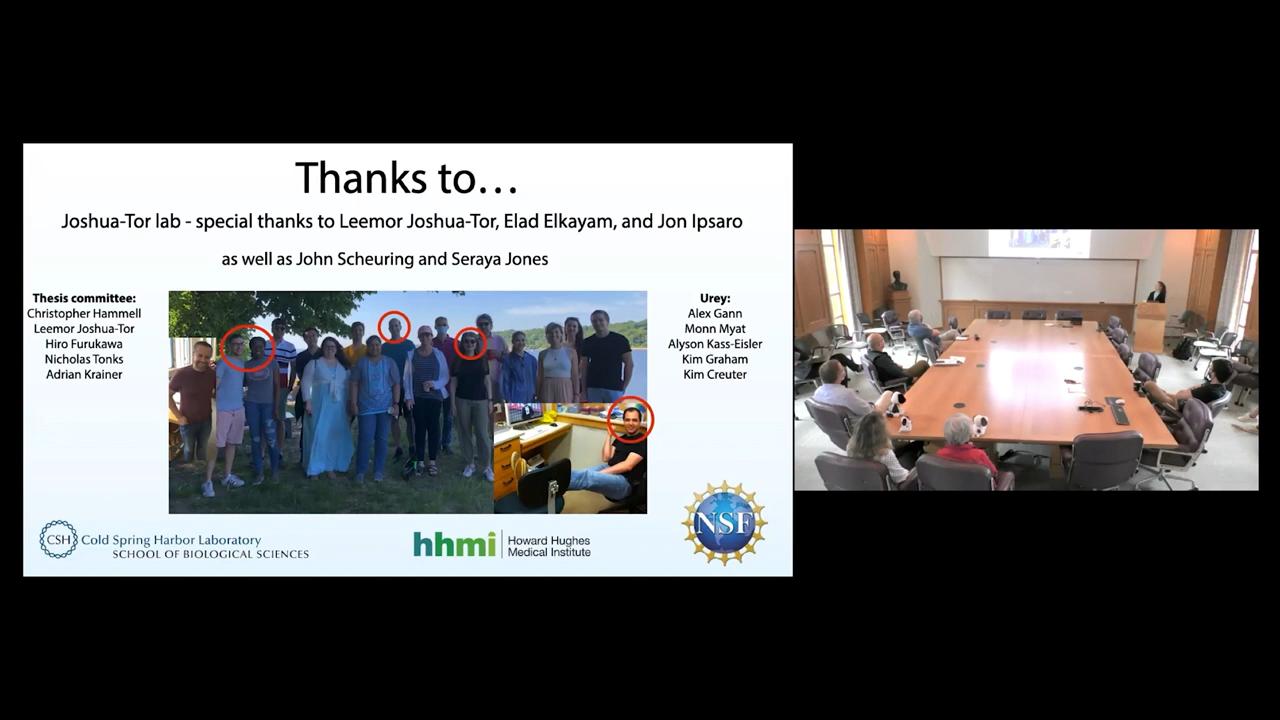 Thanks to...
Joshua-Tor lab - special thanks to Leemor Joshua-Tor, Elad Elkayam, and Jon Ipsaro
as well as John Scheuring and Seraya Jones
Thesis committee:
Christopher Hammell
Leemor Joshua-Tor
Hiro Furukawa
Nicholas Tonks
Adrian Krainer
Urey:
Alex Gann
Monn Myat
Alyson Kass-Eisler
Kim Graham
Kim Creuter
CSH Cold Spring Harbor Laboratory
SCHOOL OF BIOLOGICAL SCIENCES
hhmi Howard Hughes
Medical Institute
NSF